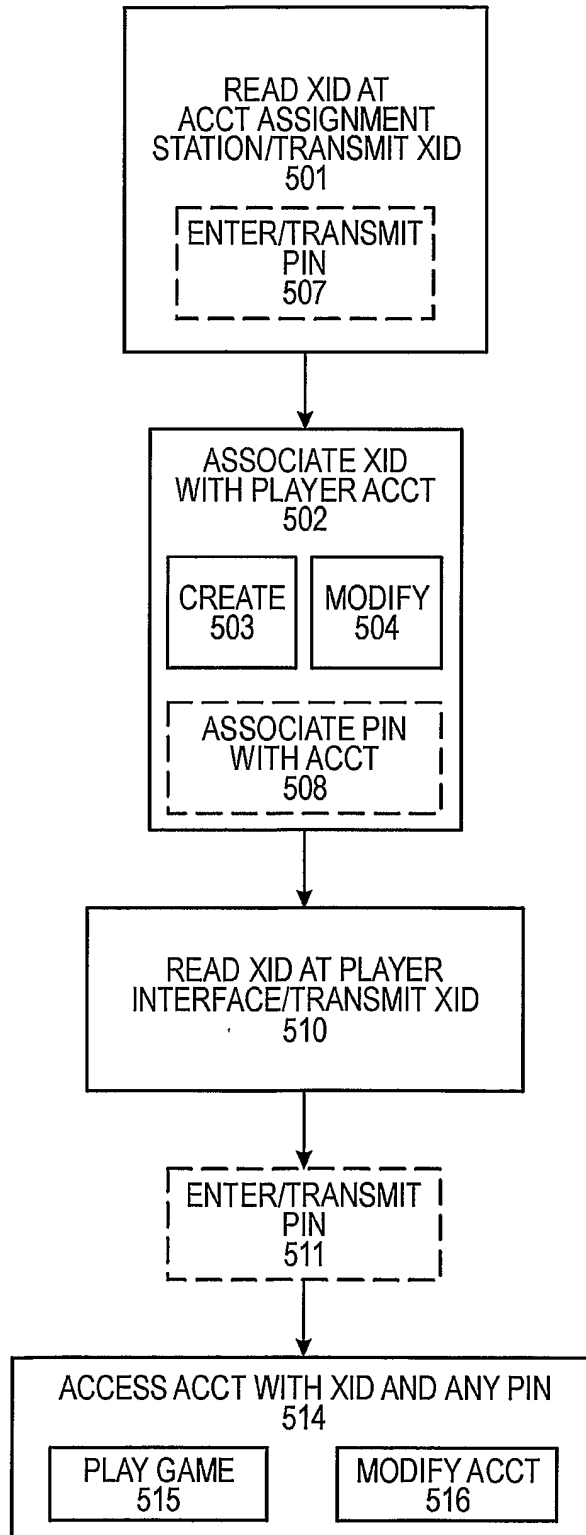 READ XID AT
ACCT ASSIGNMENT
STATION/TRANSMIT XID
501
ENTER/TRANSMIT
PIN
507
ASSOCIATE XID
WITH PLAYER ACCT
502
CREATE
503
MODIFY
504
ASSOCIATE PIN
WITH ACCT
508
READ XID AT PLAYER
INTERFACE/TRANSMIT XID
510
ENTER/TRANSMIT
PIN
511
ACCESS ACCT WITH XID AND ANY PIN
514
PLAY GAME
515
MODIFY ACCT
516